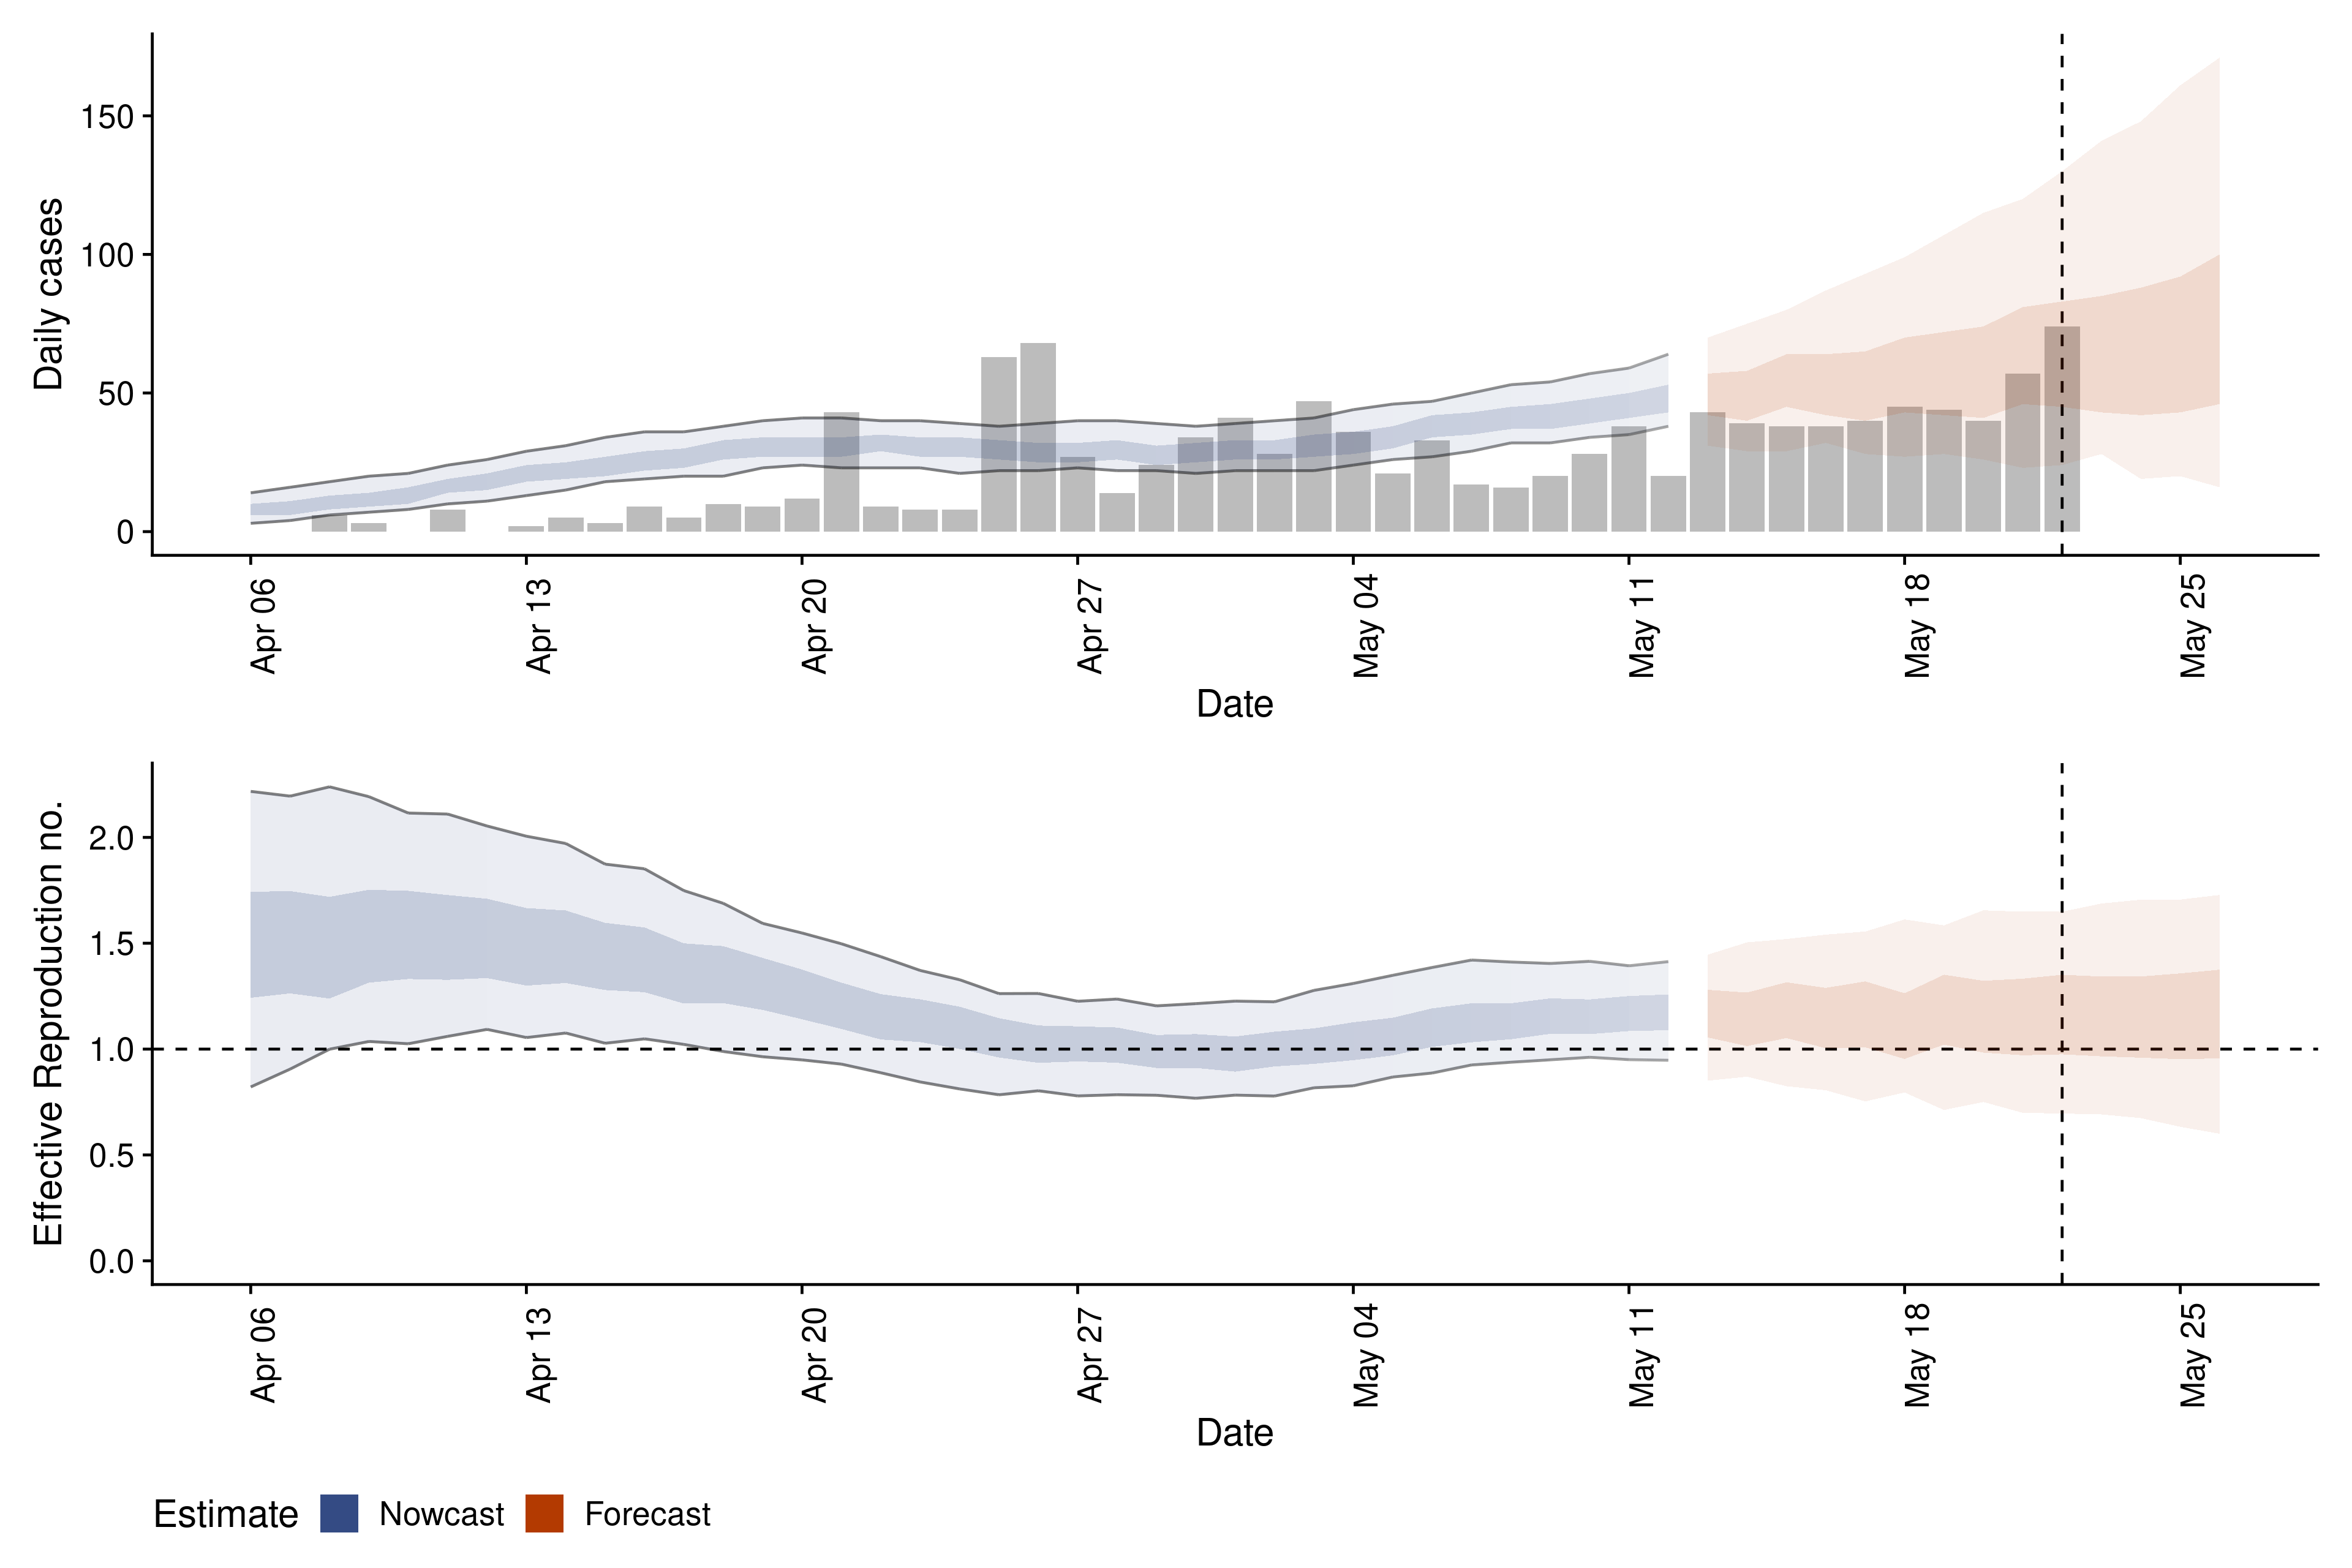 Daily cases
150
100
50
0
Apr 06
Apr 13
Apr 20
Apr 27
May 04
May 11
May 18
May 25
Date
Effective Reproduction no.
2.0
1.5
1.0
0.5
0.0
Apr 06
Apr 13
Apr 20
Apr 27
May 04
May 11
May 18
May 25
Date
Estimate Nowcast Forecast